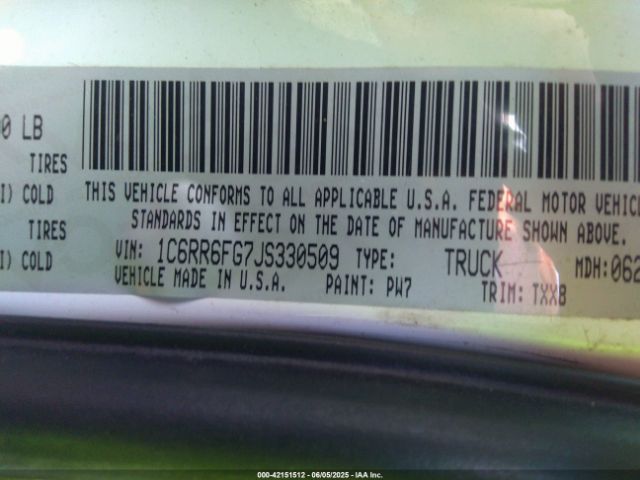 0 LB
TIRES
I) COLD
TIRES
I) COLD
THIS VEHICLE CONFORMS TO ALL APPLICABLE U.S.A. FEDERAL MOTOR VEHIC
STANDARDS IN EFFECT ON THE DATE OF MANUFACTURE SHOWN ABOVE.
VIN: 1C6RR6FG7JS330509 TYPE: TRUCK MDH:062
VEHICLE MADE IN U.S.A. PAINT: PW7 TRIM: TXXB
000-42151512 - 06/05/2025 - IAA Inc.